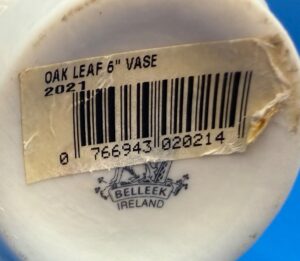 OAK LEAF 6" VASE
2021
0 766943 020214
BELLEEK
IRELAND